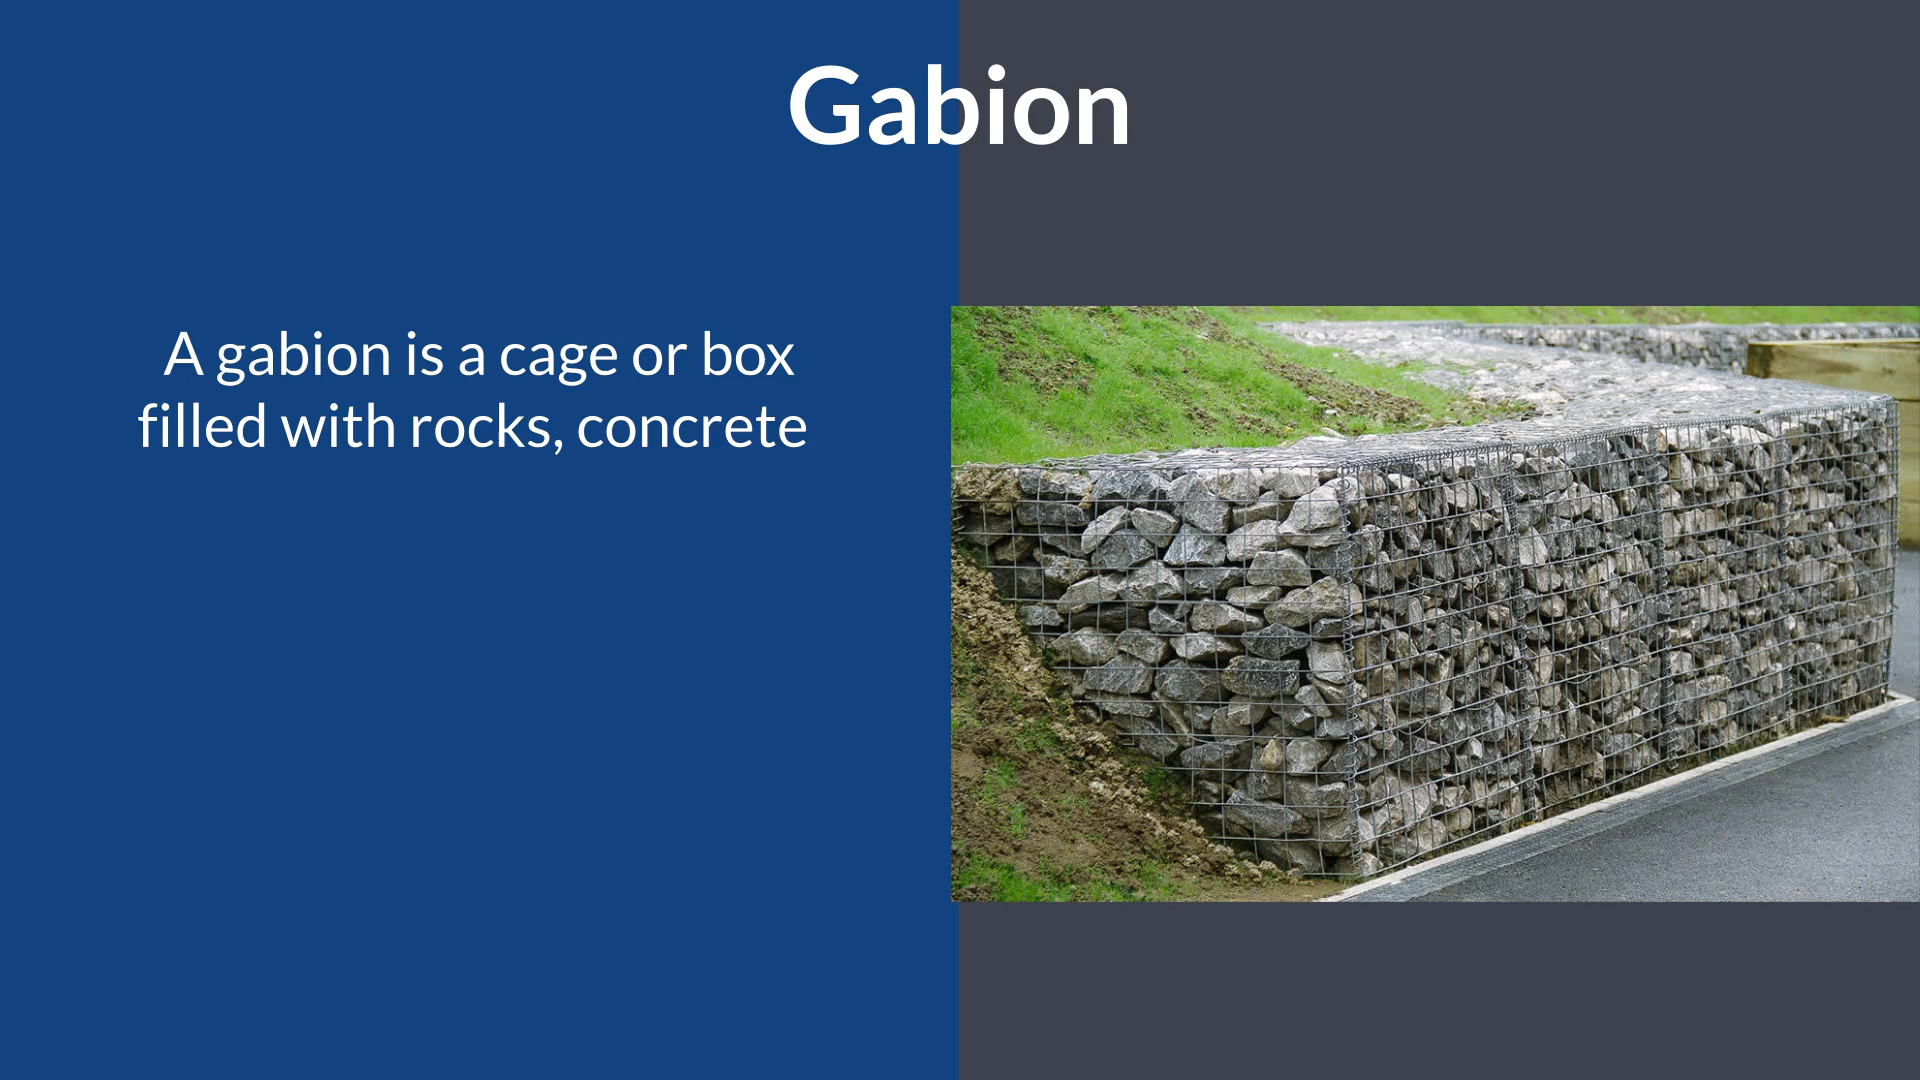 Gabion
A gabion is a cage or box
filled with rocks, concrete